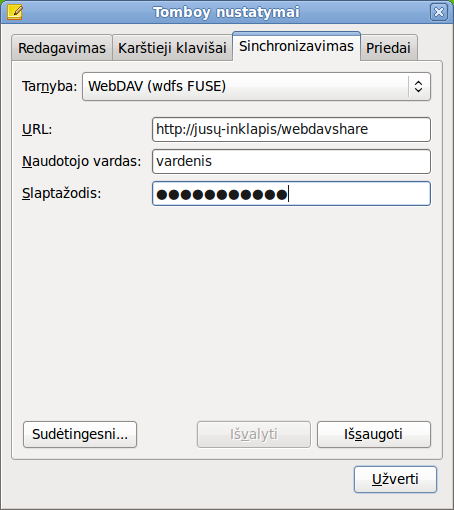 Tomboy nustatymai
Redagavimas Karštieji klavišai Sinchronizavimas Priedai
Tarnyba: WebDAV (wdfs FUSE)
URL: http://jusų-inklapis/webdavshare
Naudotojo vardas: vardenis
Slaptažodis: ●●●●●●●●●●●
Sudėtingesni... Išvalyti Išsaugoti
Užverti